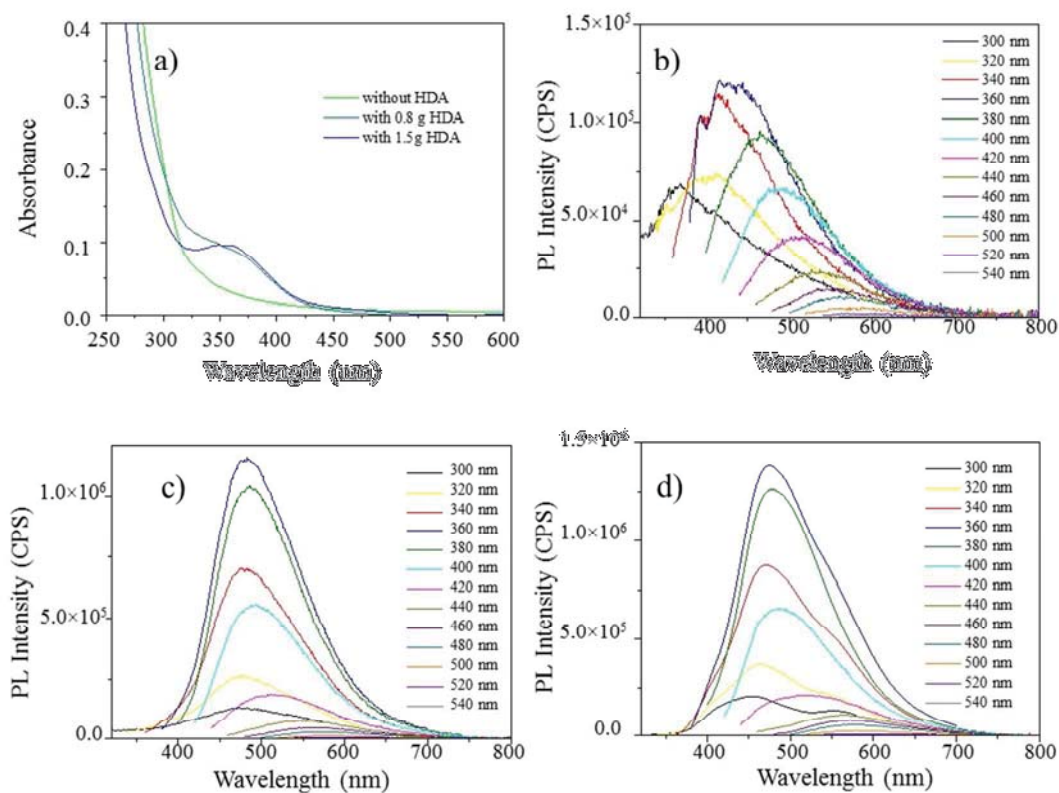 a)
0.4
0.3
0.2
0.1
0.0
Absorbance
without HDA
with 0.8 g HDA
with 1.5g HDA
250 300 350 400 450 500 550 600
Wavelength (nm)
b)
1.5×10⁵
1.0×10⁵
5.0×10⁴
0.0
PL Intensity (CPS)
300 nm
320 nm
340 nm
360 nm
380 nm
400 nm
420 nm
440 nm
460 nm
480 nm
500 nm
520 nm
540 nm
400 500 600 700 800
Wavelength (nm)
c)
1.0×10⁶
5.0×10⁵
0.0
PL Intensity (CPS)
300 nm
320 nm
340 nm
360 nm
380 nm
400 nm
420 nm
440 nm
460 nm
480 nm
500 nm
520 nm
540 nm
400 500 600 700 800
Wavelength (nm)
d)
1.0×10⁶
5.0×10⁵
0.0
PL Intensity (CPS)
300 nm
320 nm
340 nm
360 nm
380 nm
400 nm
420 nm
440 nm
460 nm
480 nm
500 nm
520 nm
540 nm
400 500 600 700 800
Wavelength (nm)